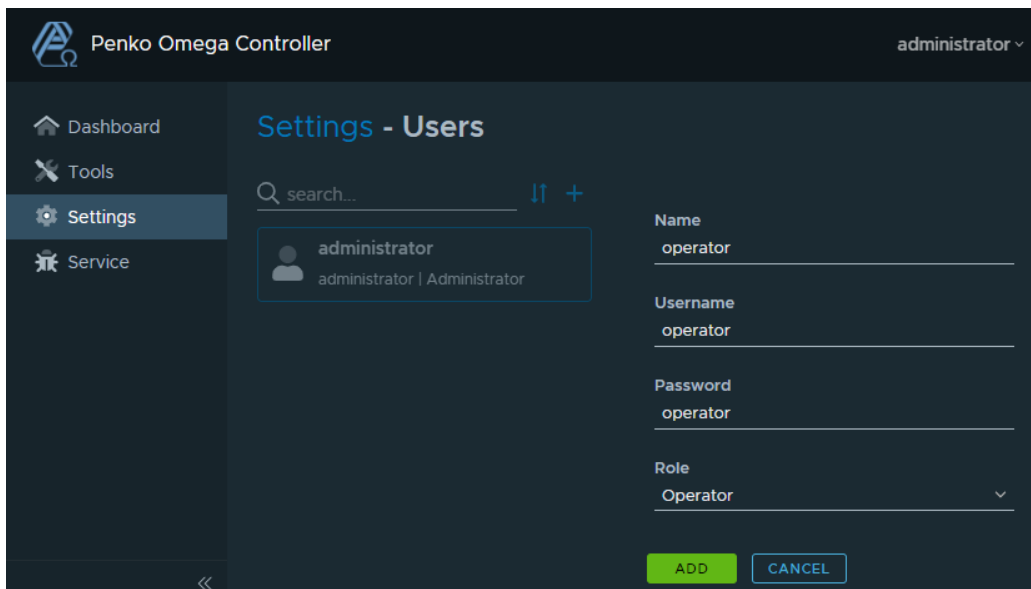 Penko Omega Controller
administrator
Dashboard
Tools
Settings
Service
Settings - Users
search...
administrator
administrator | Administrator
Name
operator
Username
operator
Password
operator
Role
Operator
ADD
CANCEL